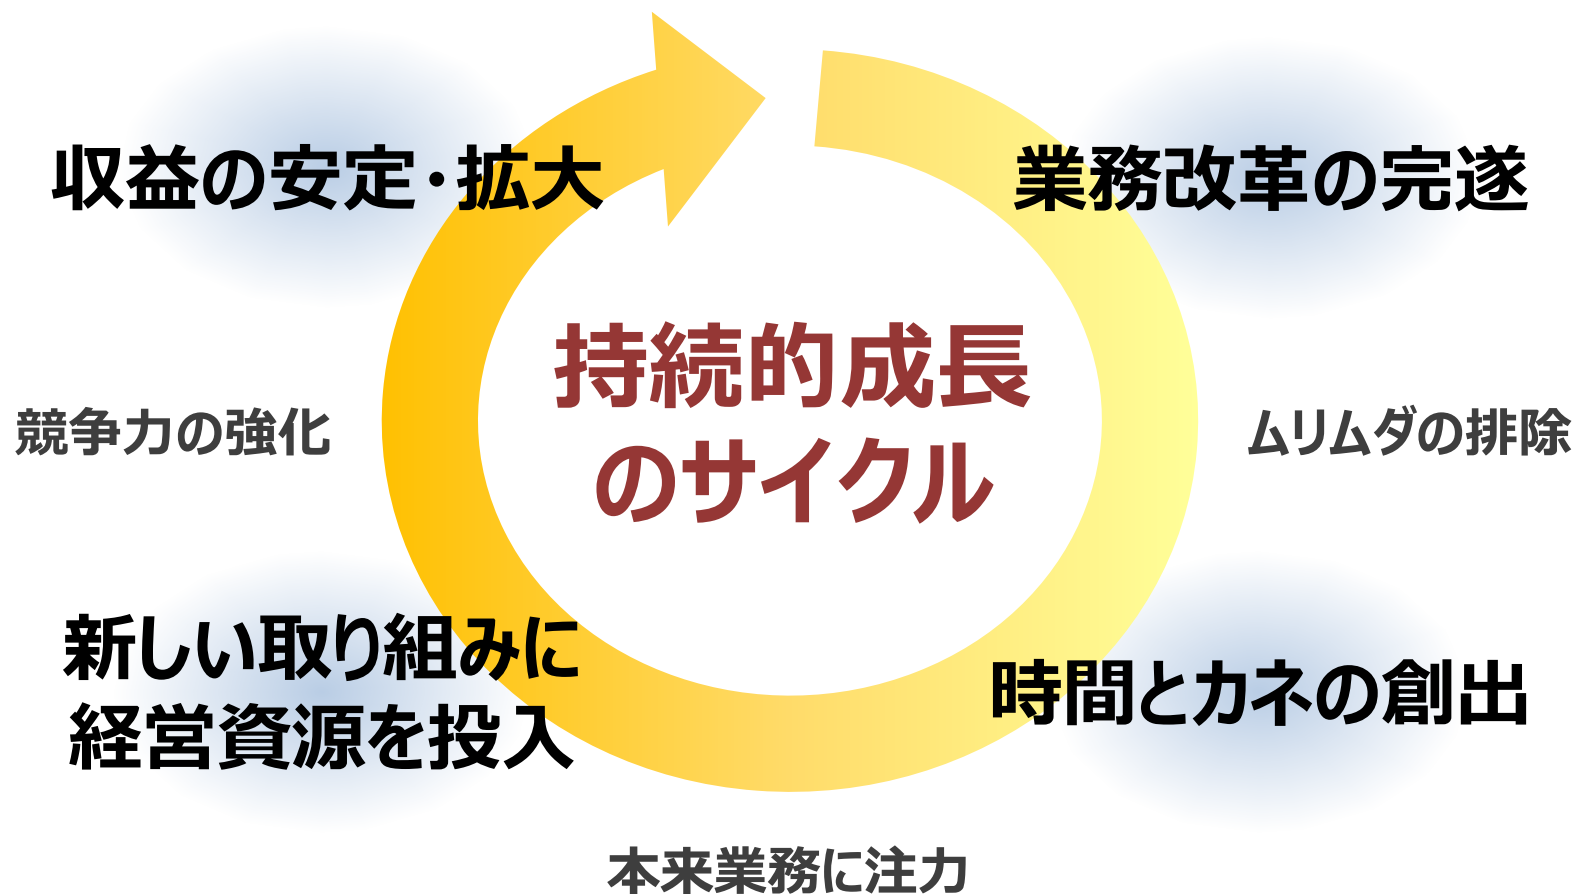 収益の安定・拡大
業務改革の完遂
持続的成長
のサイクル
競争力の強化
ムリムダの排除
新しい取り組みに
経営資源を投入
時間とカネの創出
本来業務に注力